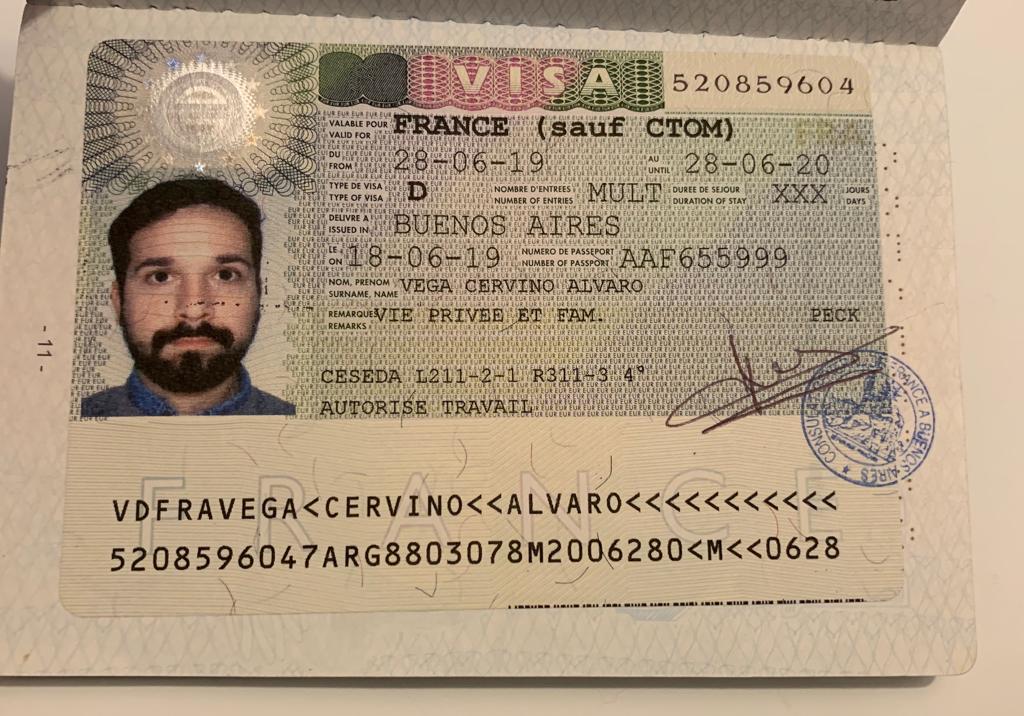 VISA
520859604
VALABLE POUR
VALID FOR
FRANCE (sauf CTOM)
DU
FROM
28-06-19
AU
UNTIL
28-06-20
TYPE DE VISA
TYPE OF VISA
D
NOMBRE D'ENTREES
NUMBER OF ENTRIES
MULT
DUREE DE SEJOUR
DURATION OF STAY
XXX
JOURS
DAYS
DELIVRE A
ISSUED IN
BUENOS AIRES
LE
ON
18-06-19
NUMERO DE PASSEPORT
NUMBER OF PASSPORT
AAF655999
NOM, PRENOM
SURNAME, NAME
VEGA CERVINO ALVARO
REMARQUES
REMARKS
VIE PRIVEE ET FAM.
PECK
CESEDA L211-2-1 R311-3 4°
AUTORISE TRAVAIL
FRANCE A BUENOS AIRES
- 11 -
FRANCE
VDFRAVEGA<CERVINO<<ALVARO<<<<<<<<<<<
5208596047ARG8803078M2006280<M<<0628